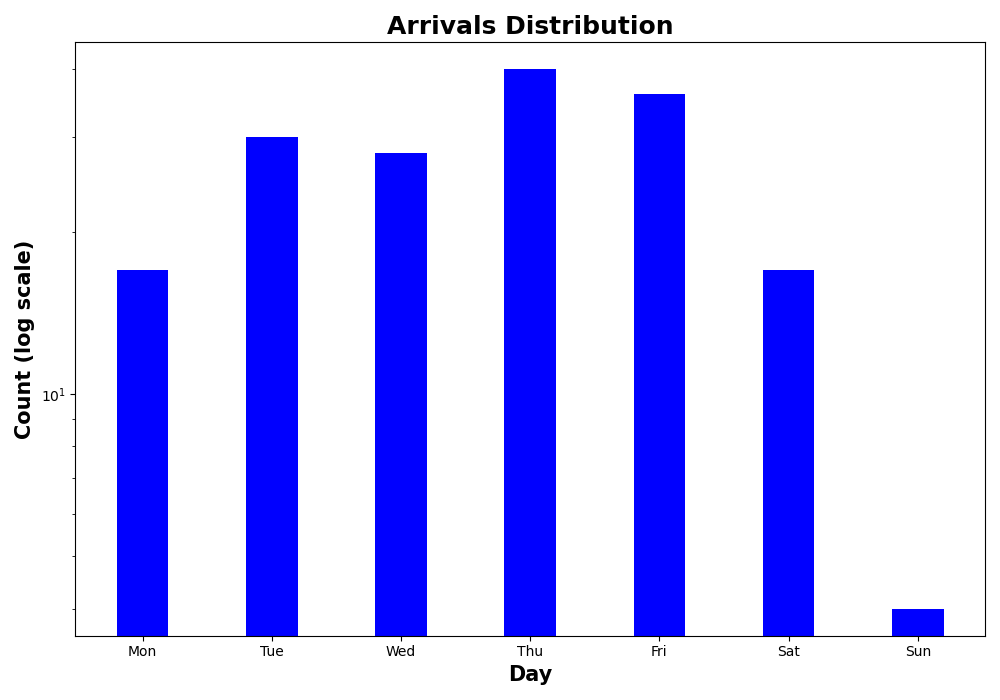 Arrivals Distribution
Count (log scale)
10¹
Mon Tue Wed Thu Fri Sat Sun
Day